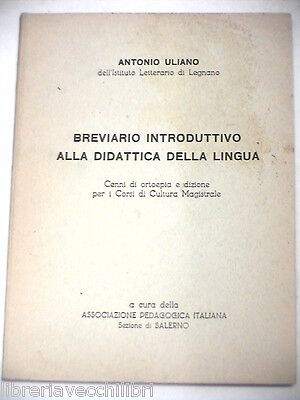 ANTONIO ULIANO
dell'Istituto Letterario di Legnano
BREVIARIO INTRODUTTIVO
ALLA DIDATTICA DELLA LINGUA
Cenni di ortoepia e dizione
per i Corsi di Cultura Magistrale
a cura della
ASSOCIAZIONE PEDAGOGICA ITALIANA
Sezione di SALERNO
libreriavecchilibri